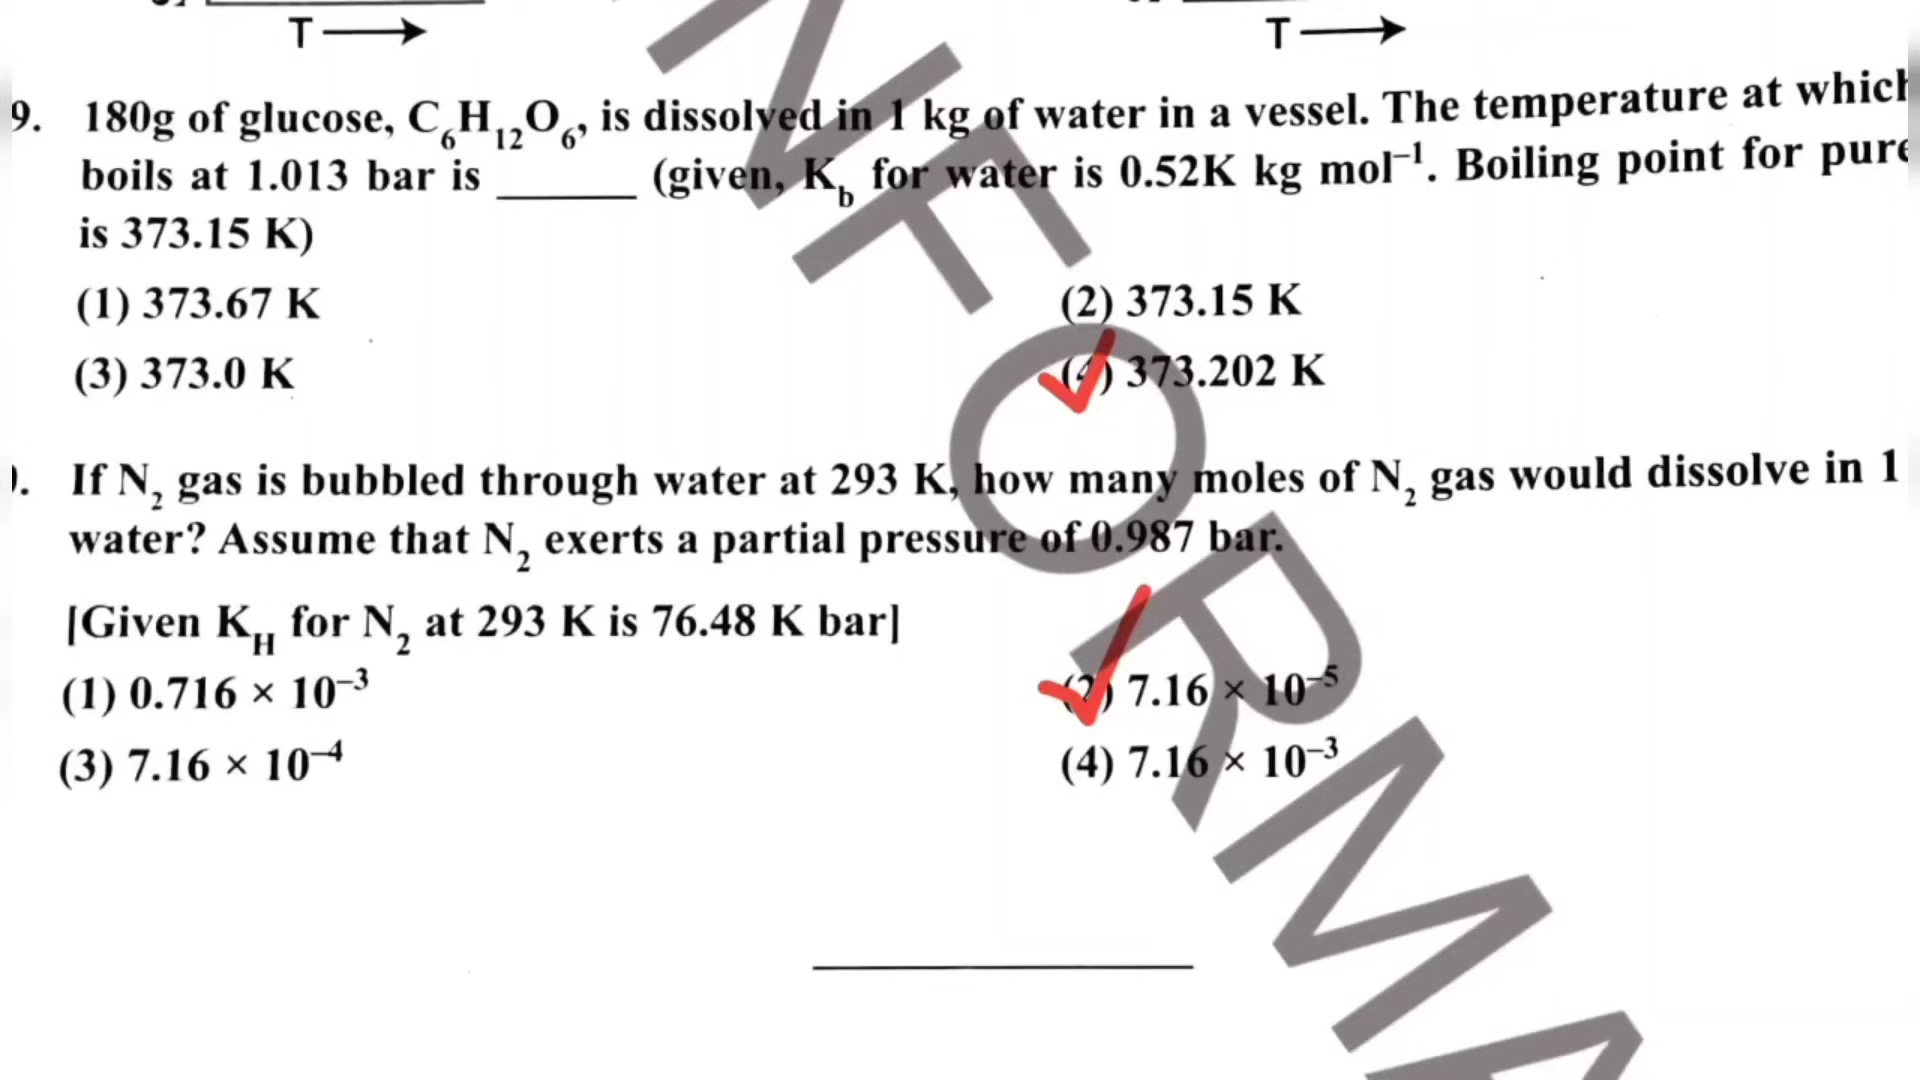 T → T →
9. 180g of glucose, C₆H₁₂O₆, is dissolved in 1 kg of water in a vessel. The temperature at which
boils at 1.013 bar is ______ (given, K_b for water is 0.52K kg mol⁻¹. Boiling point for pure
is 373.15 K)
(1) 373.67 K (2) 373.15 K
(3) 373.0 K (4) 373.202 K
. If N₂ gas is bubbled through water at 293 K, how many moles of N₂ gas would dissolve in 1
water? Assume that N₂ exerts a partial pressure of 0.987 bar.
[Given K_H for N₂ at 293 K is 76.48 K bar]
(1) 0.716 × 10⁻³ (2) 7.16 × 10⁻⁵
(3) 7.16 × 10⁻⁴ (4) 7.16 × 10⁻³
NFORMA